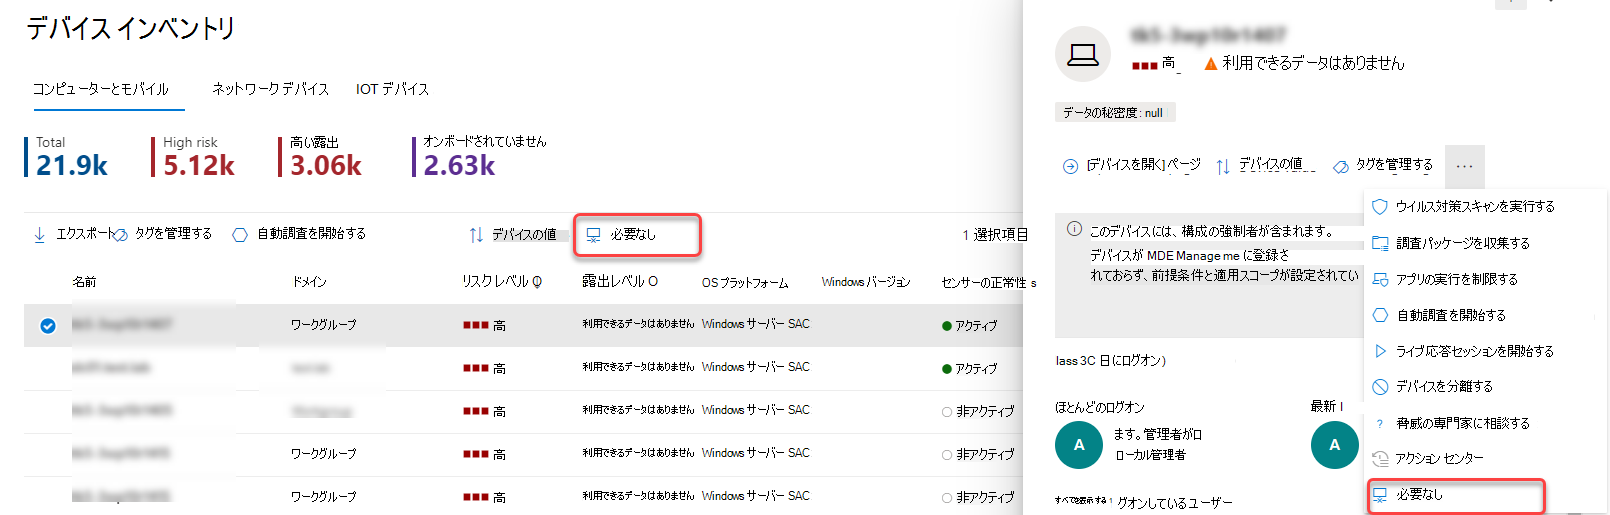 デバイス インベントリ
コンピューターとモバイル ネットワーク デバイス IOT デバイス
Total High risk 高い露出 オンボードされていません
21.9k 5.12k 3.06k 2.63k
エクスポート タグを管理する 自動調査を開始する デバイスの値 必要なし 1 選択項目
名前 ドメイン リスク レベル 露出レベル OS プラットフォーム Windows バージョン センサーの正常性 s
ワークグループ 高 利用できるデータはありません Windows サーバー SAC アクティブ
高 利用できるデータはありません Windows サーバー SAC アクティブ
高 利用できるデータはありません Windows サーバー SAC 非アクティブ
ワークグループ 高 利用できるデータはありません Windows サーバー SAC 非アクティブ
ワークグループ 高 利用できるデータはありません Windows サーバー SAC 非アクティブ
高 利用できるデータはありません
データの秘密度: null
[デバイスを開く] ページ デバイスの値 タグを管理する ...
このデバイスには、構成の強制者が含まれます。
デバイスが MDE Manage me に登録さ
れておらず、前提条件と適用スコープが設定されてい
lass 3C 日にログオン)
ほとんどのログオン 最新 l
A ます。管理者がロ A
ローカル管理者
すべてを表示する 1 グオンしているユーザー
ウイルス対策スキャンを実行する
調査パッケージを収集する
アプリの実行を制限する
自動調査を開始する
ライブ応答セッションを開始する
デバイスを分離する
? 脅威の専門家に相談する
アクション センター
必要なし